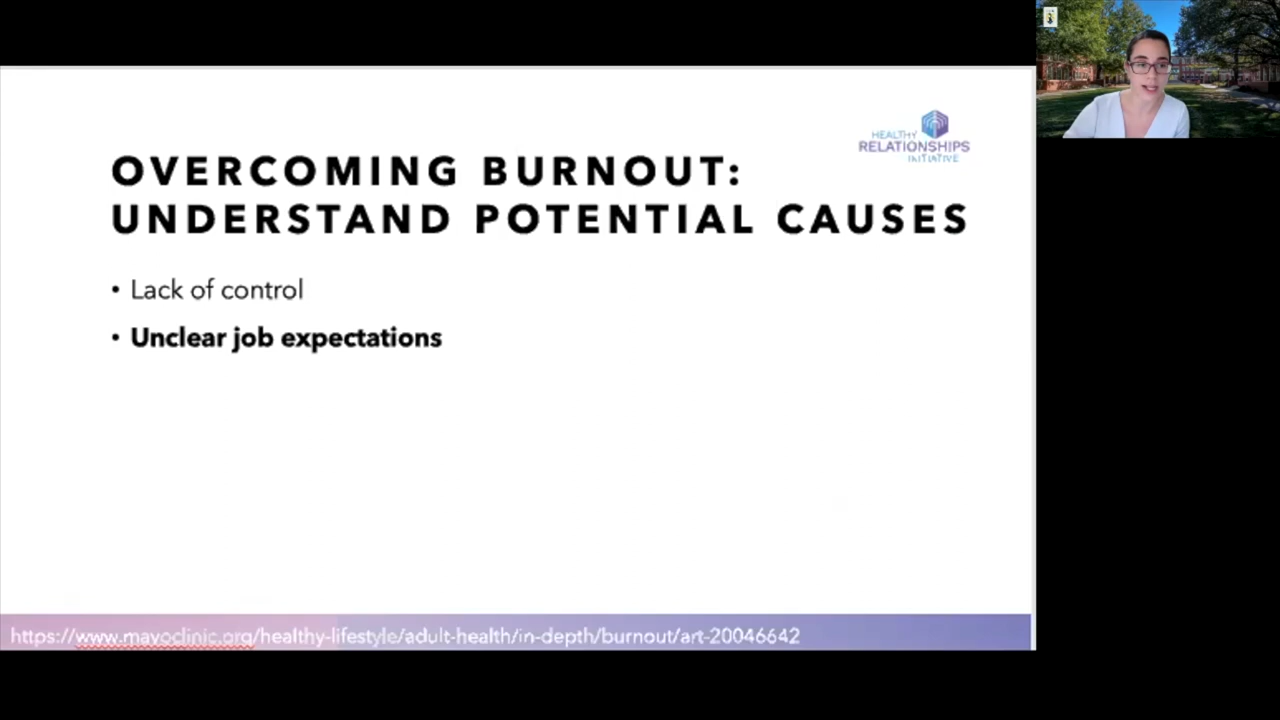 HEALTHY
RELATIONSHIPS
INITIATIVE
OVERCOMING BURNOUT:
UNDERSTAND POTENTIAL CAUSES
• Lack of control
• Unclear job expectations
https://www.mayoclinic.org/healthy-lifestyle/adult-health/in-depth/burnout/art-20046642